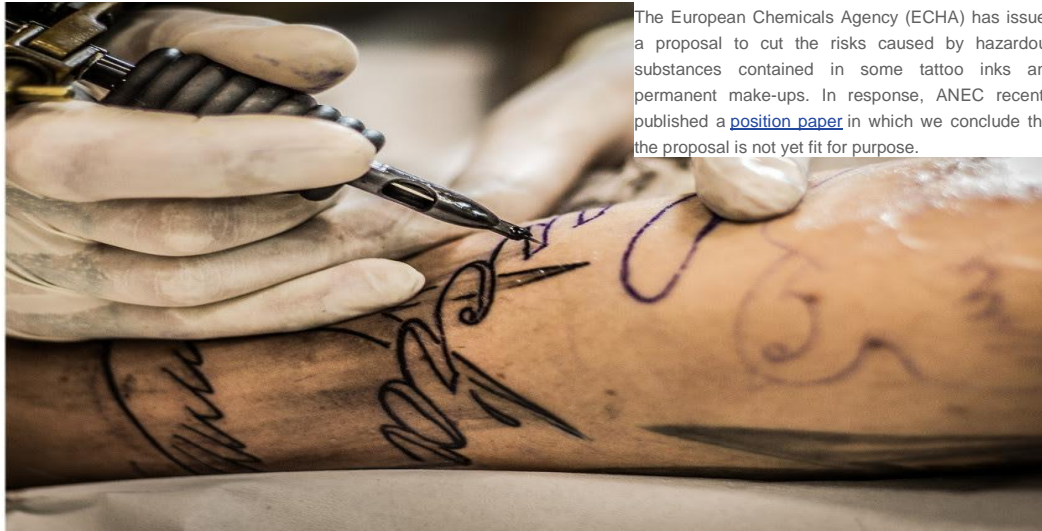 The European Chemicals Agency (ECHA) has issue
a proposal to cut the risks caused by hazardou
substances contained in some tattoo inks ar
permanent make-ups. In response, ANEC recent
published a position paper in which we conclude th
the proposal is not yet fit for purpose.